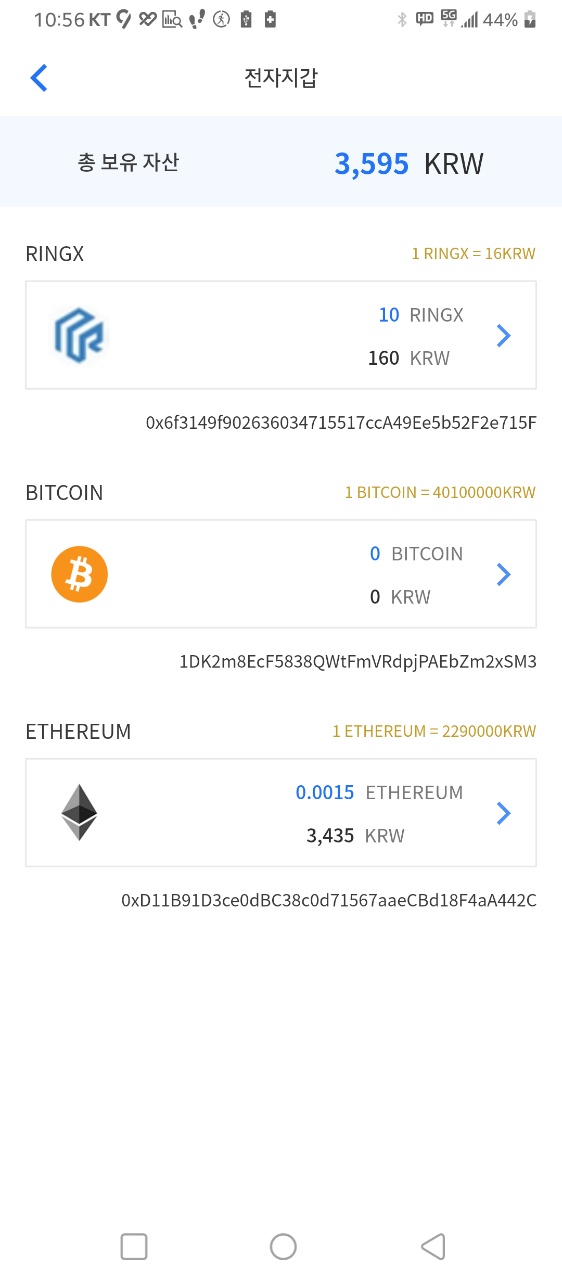 10:56 KT 44%
전자지갑
총 보유 자산 3,595 KRW
RINGX 1 RINGX = 16KRW
10 RINGX
160 KRW
0x6f3149f902636034715517ccA49Ee5b52F2e715F
BITCOIN 1 BITCOIN = 40100000KRW
0 BITCOIN
0 KRW
1DK2m8EcF5838QWtFmVRdpjPAEbZm2xSM3
ETHEREUM 1 ETHEREUM = 2290000KRW
0.0015 ETHEREUM
3,435 KRW
0xD11B91D3ce0dBC38c0d71567aaeCBd18F4aA442C